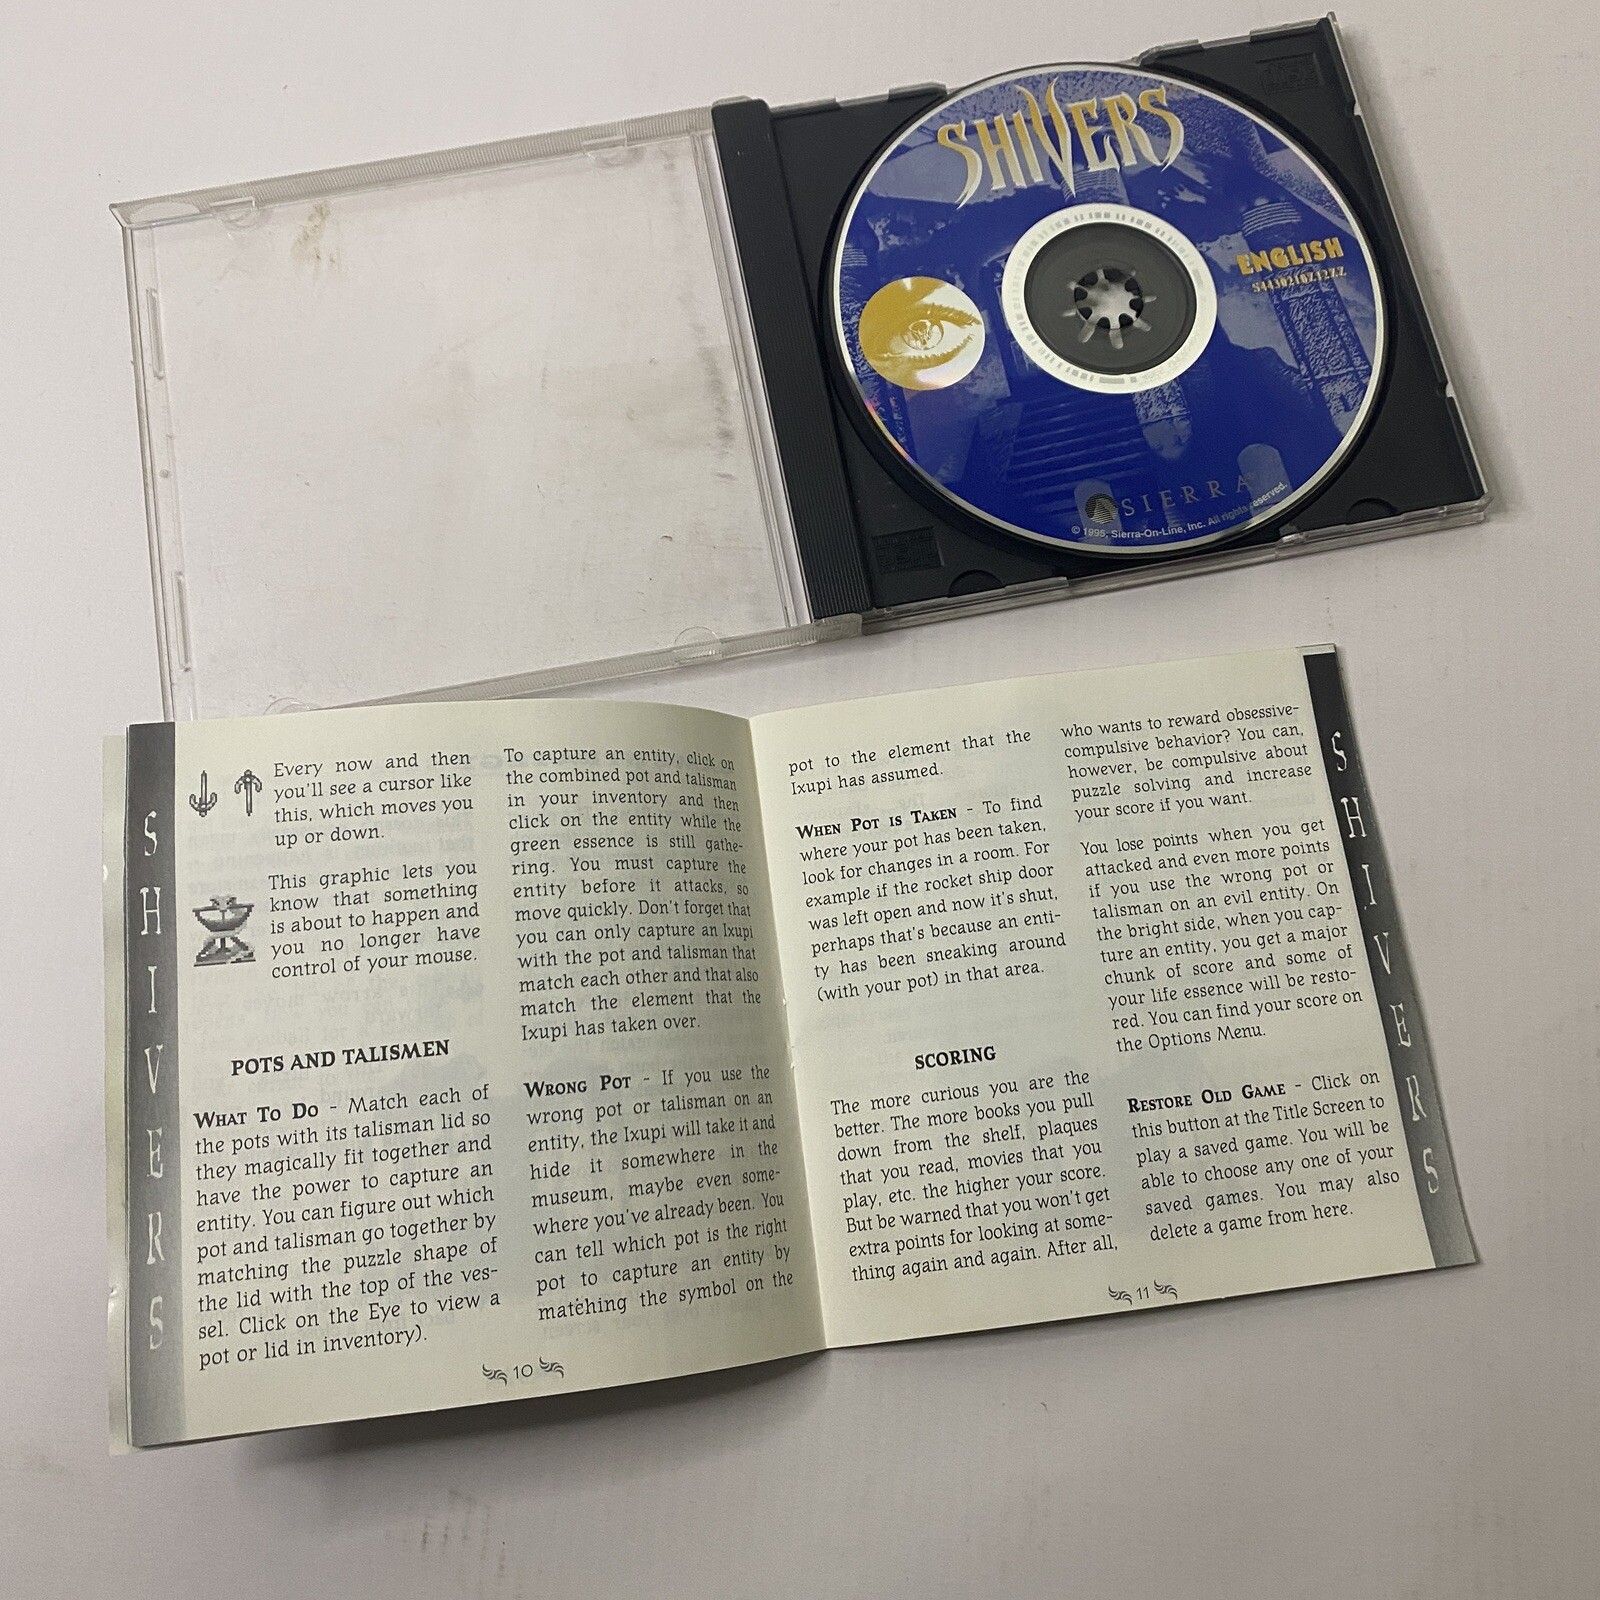 SHIVERS
ENGLISH
S4430210Z12ZZ
SIERRA
© 1995, Sierra-On-Line, Inc. All rights reserved.
SHIVERS
Every now and then
you'll see a cursor like
this, which moves you
up or down.
This graphic lets you
know that something
is about to happen and
you no longer have
control of your mouse.
POTS AND TALISMEN
WHAT TO DO - Match each of
the pots with its talisman lid so
they magically fit together and
have the power to capture an
entity. You can figure out which
pot and talisman go together by
matching the puzzle shape of
the lid with the top of the ves-
sel. Click on the Eye to view a
pot or lid in inventory).
To capture an entity, click on
the combined pot and talisman
in your inventory and then
click on the entity while the
green essence is still gathe-
ring. You must capture the
entity before it attacks, so
move quickly. Don't forget that
you can only capture an Ixupi
with the pot and talisman that
match each other and that also
match the element that the
Ixupi has taken over.
WRONG POT - If you use the
wrong pot or talisman on an
entity, the Ixupi will take it and
hide it somewhere in the
museum, maybe even some-
where you've already been. You
can tell which pot is the right
pot to capture an entity by
matching the symbol on the
10
pot to the element that the
Ixupi has assumed.
WHEN POT IS TAKEN - To find
where your pot has been taken,
look for changes in a room. For
example if the rocket ship door
was left open and now it's shut,
perhaps that's because an enti-
ty has been sneaking around
(with your pot) in that area.
SCORING
The more curious you are the
better. The more books you pull
down from the shelf, plaques
that you read, movies that you
play, etc. the higher your score.
But be warned that you won't get
extra points for looking at some-
thing again and again. After all,
who wants to reward obsessive-
compulsive behavior? You can,
however, be compulsive about
puzzle solving and increase
your score if you want.
You lose points when you get
attacked and even more points
if you use the wrong pot or
talisman on an evil entity. On
the bright side, when you cap-
ture an entity, you get a major
chunk of score and some of
your life essence will be resto-
red. You can find your score on
the Options Menu.
RESTORE OLD GAME - Click on
this button at the Title Screen to
play a saved game. You will be
able to choose any one of your
saved games. You may also
delete a game from here.
11
SHIVERS